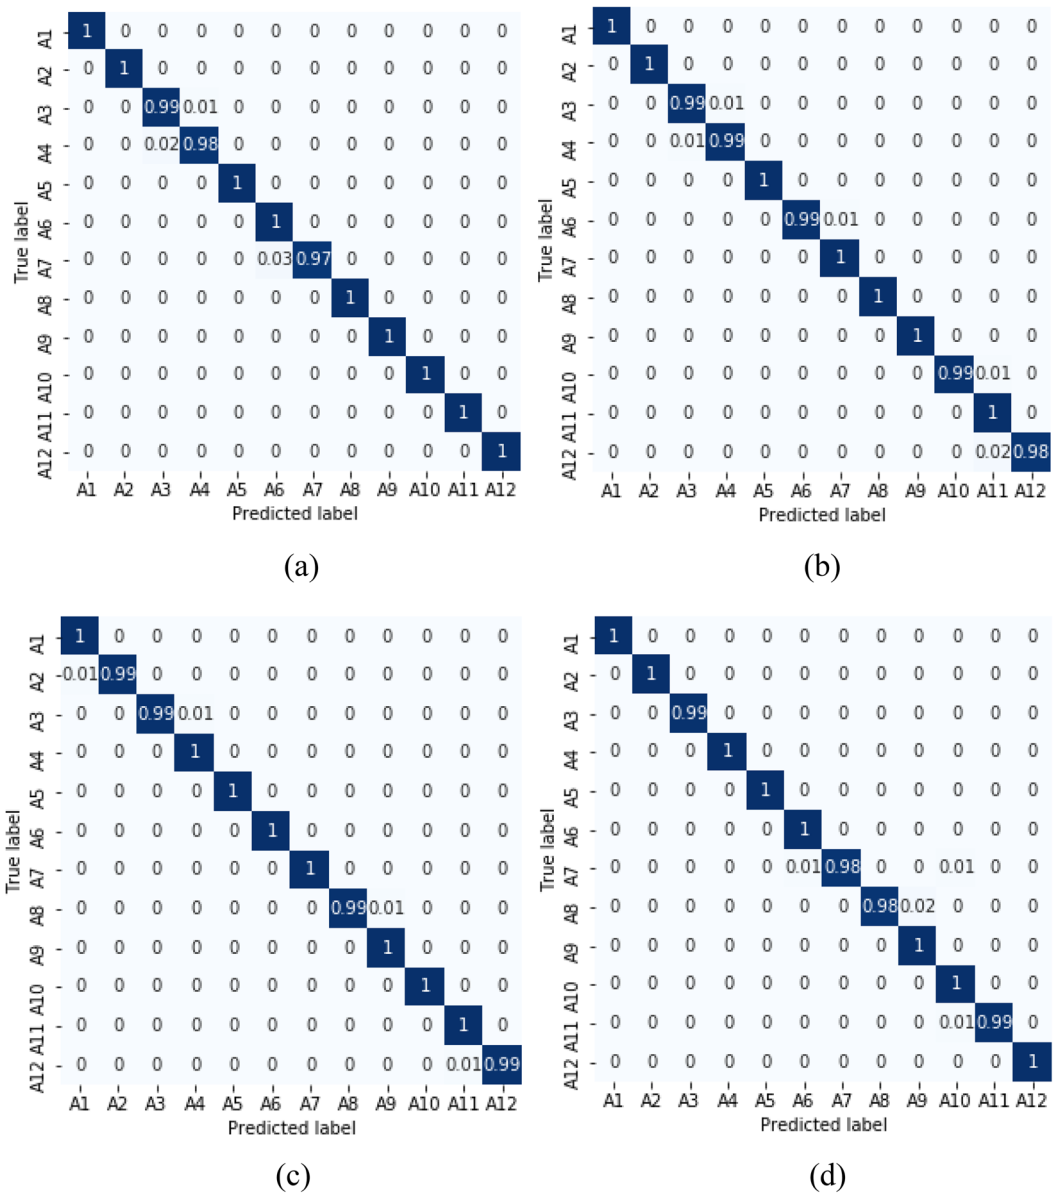 A1 1 0 0 0 0 0 0 0 0 0 0 0
A2 0 1 0 0 0 0 0 0 0 0 0 0
A3 0 0 0.99 0.01 0 0 0 0 0 0 0 0
A4 0 0 0.02 0.98 0 0 0 0 0 0 0 0
A5 0 0 0 0 1 0 0 0 0 0 0 0
A6 0 0 0 0 0 1 0 0 0 0 0 0
A7 0 0 0 0 0 0.03 0.97 0 0 0 0 0
A8 0 0 0 0 0 0 0 1 0 0 0 0
A9 0 0 0 0 0 0 0 0 1 0 0 0
A10 0 0 0 0 0 0 0 0 0 1 0 0
A11 0 0 0 0 0 0 0 0 0 0 1 0
A12 0 0 0 0 0 0 0 0 0 0 0 1
A1 A2 A3 A4 A5 A6 A7 A8 A9 A10 A11 A12
True label
Predicted label
(a)
A1 1 0 0 0 0 0 0 0 0 0 0 0
A2 0 1 0 0 0 0 0 0 0 0 0 0
A3 0 0 0.99 0.01 0 0 0 0 0 0 0 0
A4 0 0 0.01 0.99 0 0 0 0 0 0 0 0
A5 0 0 0 0 1 0 0 0 0 0 0 0
A6 0 0 0 0 0 0.99 0.01 0 0 0 0 0
A7 0 0 0 0 0 0 1 0 0 0 0 0
A8 0 0 0 0 0 0 0 1 0 0 0 0
A9 0 0 0 0 0 0 0 0 1 0 0 0
A10 0 0 0 0 0 0 0 0 0 0.99 0.01 0
A11 0 0 0 0 0 0 0 0 0 0 1 0
A12 0 0 0 0 0 0 0 0 0 0 0.02 0.98
A1 A2 A3 A4 A5 A6 A7 A8 A9 A10 A11 A12
True label
Predicted label
(b)
A1 1 0 0 0 0 0 0 0 0 0 0 0
A2 0.01 0.99 0 0 0 0 0 0 0 0 0 0
A3 0 0 0.99 0.01 0 0 0 0 0 0 0 0
A4 0 0 0 1 0 0 0 0 0 0 0 0
A5 0 0 0 0 1 0 0 0 0 0 0 0
A6 0 0 0 0 0 1 0 0 0 0 0 0
A7 0 0 0 0 0 0 1 0 0 0 0 0
A8 0 0 0 0 0 0 0 0.99 0.01 0 0 0
A9 0 0 0 0 0 0 0 0 1 0 0 0
A10 0 0 0 0 0 0 0 0 0 1 0 0
A11 0 0 0 0 0 0 0 0 0 0 1 0
A12 0 0 0 0 0 0 0 0 0 0 0.01 0.99
A1 A2 A3 A4 A5 A6 A7 A8 A9 A10 A11 A12
True label
Predicted label
(c)
A1 1 0 0 0 0 0 0 0 0 0 0 0
A2 0 1 0 0 0 0 0 0 0 0 0 0
A3 0 0 0.99 0 0 0 0 0 0 0 0 0
A4 0 0 0 1 0 0 0 0 0 0 0 0
A5 0 0 0 0 1 0 0 0 0 0 0 0
A6 0 0 0 0 0 1 0 0 0 0 0 0
A7 0 0 0 0 0 0.01 0.98 0 0 0.01 0 0
A8 0 0 0 0 0 0 0 0.98 0.02 0 0 0
A9 0 0 0 0 0 0 0 0 1 0 0 0
A10 0 0 0 0 0 0 0 0 0 1 0 0
A11 0 0 0 0 0 0 0 0 0 0.01 0.99 0
A12 0 0 0 0 0 0 0 0 0 0 0 1
A1 A2 A3 A4 A5 A6 A7 A8 A9 A10 A11 A12
True label
Predicted label
(d)